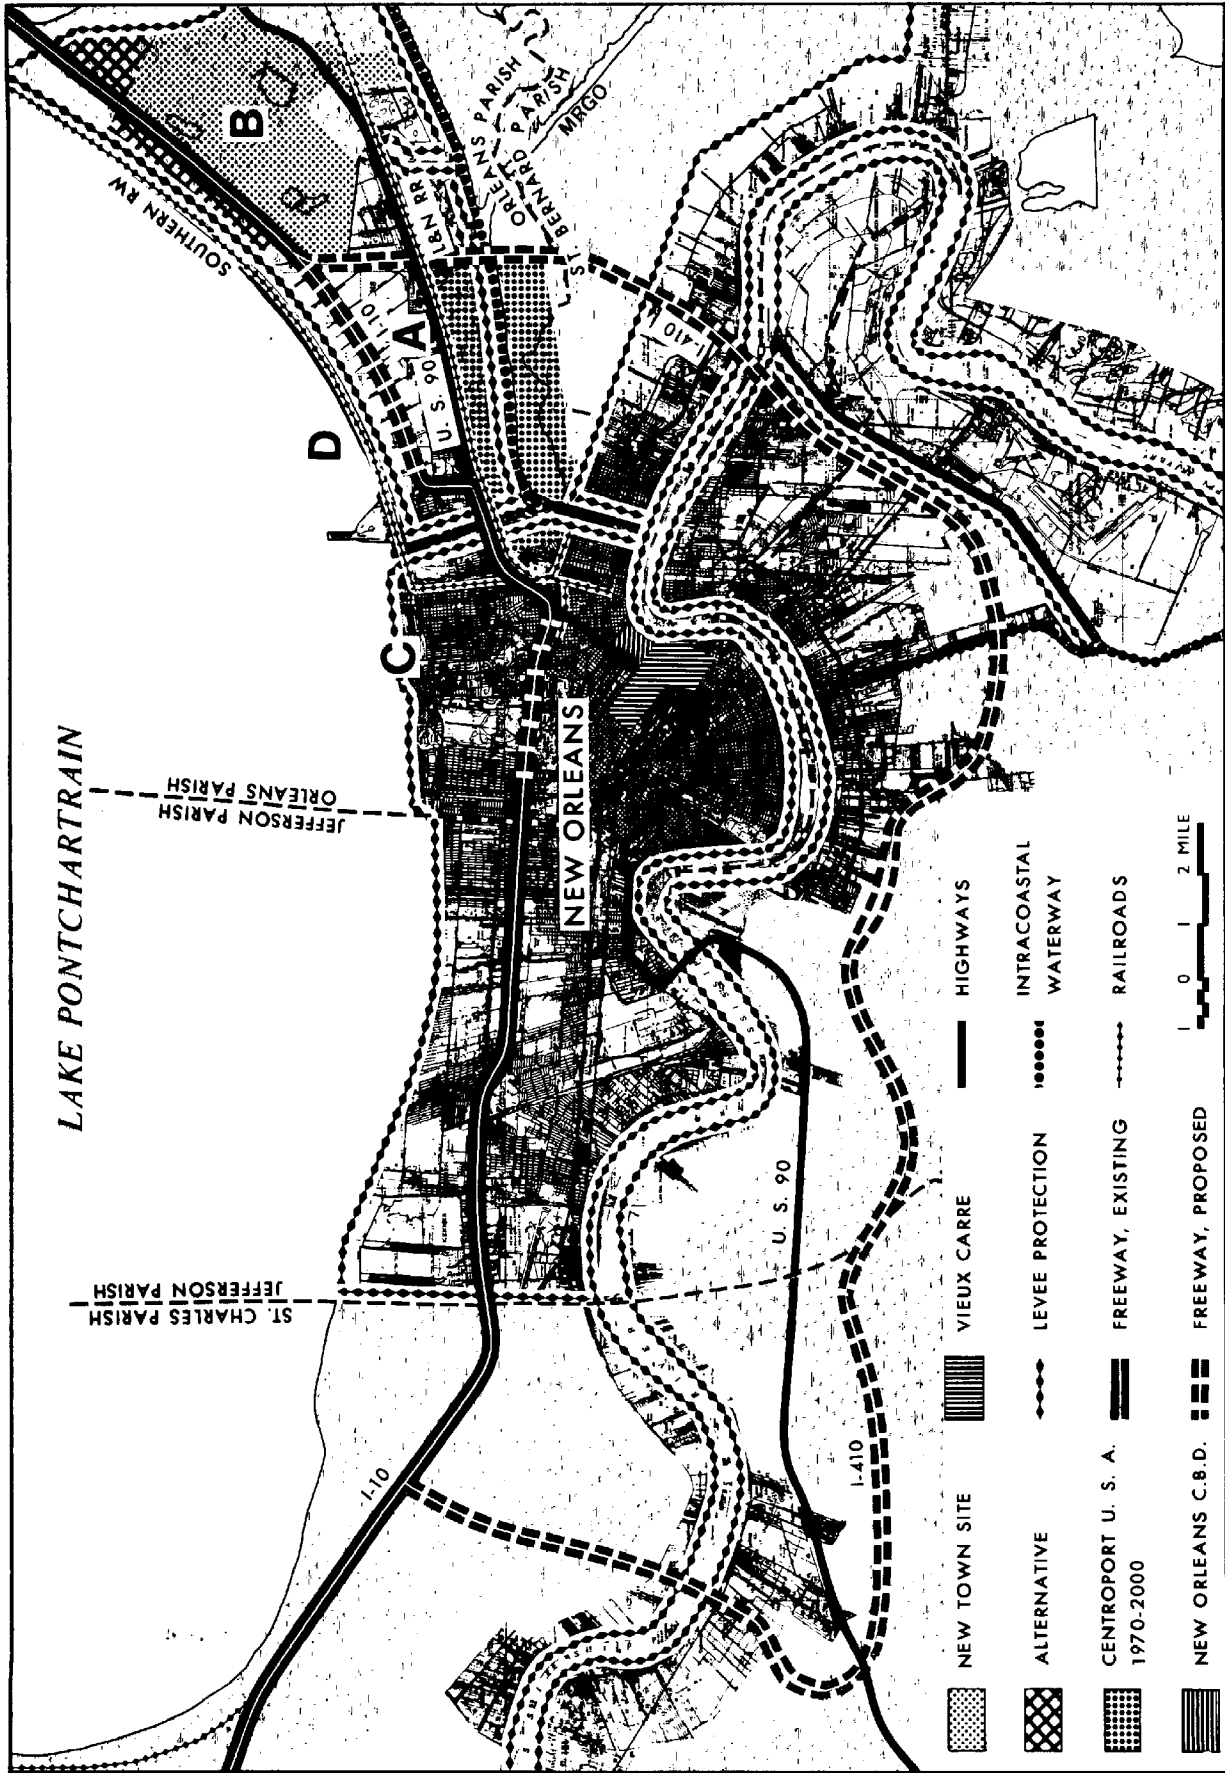 LAKE PONTCHARTRAIN
JEFFERSON PARISH
ORLEANS PARISH
ST. CHARLES PARISH
JEFFERSON PARISH
SOUTHERN RW
B
D
A
C
I-10
U. S. 90
L&N RR
ORLEANS PARISH
ST. BERNARD PARISH
MRGO
I-410
NEW ORLEANS
I-10
U. S. 90
I-410
NEW TOWN SITE
VIEUX CARRE
HIGHWAYS
ALTERNATIVE
LEVEE PROTECTION
INTRACOASTAL
WATERWAY
CENTROPORT U. S. A.
1970-2000
FREEWAY, EXISTING
RAILROADS
NEW ORLEANS C.B.D.
FREEWAY, PROPOSED
1 0 1 2 MILE